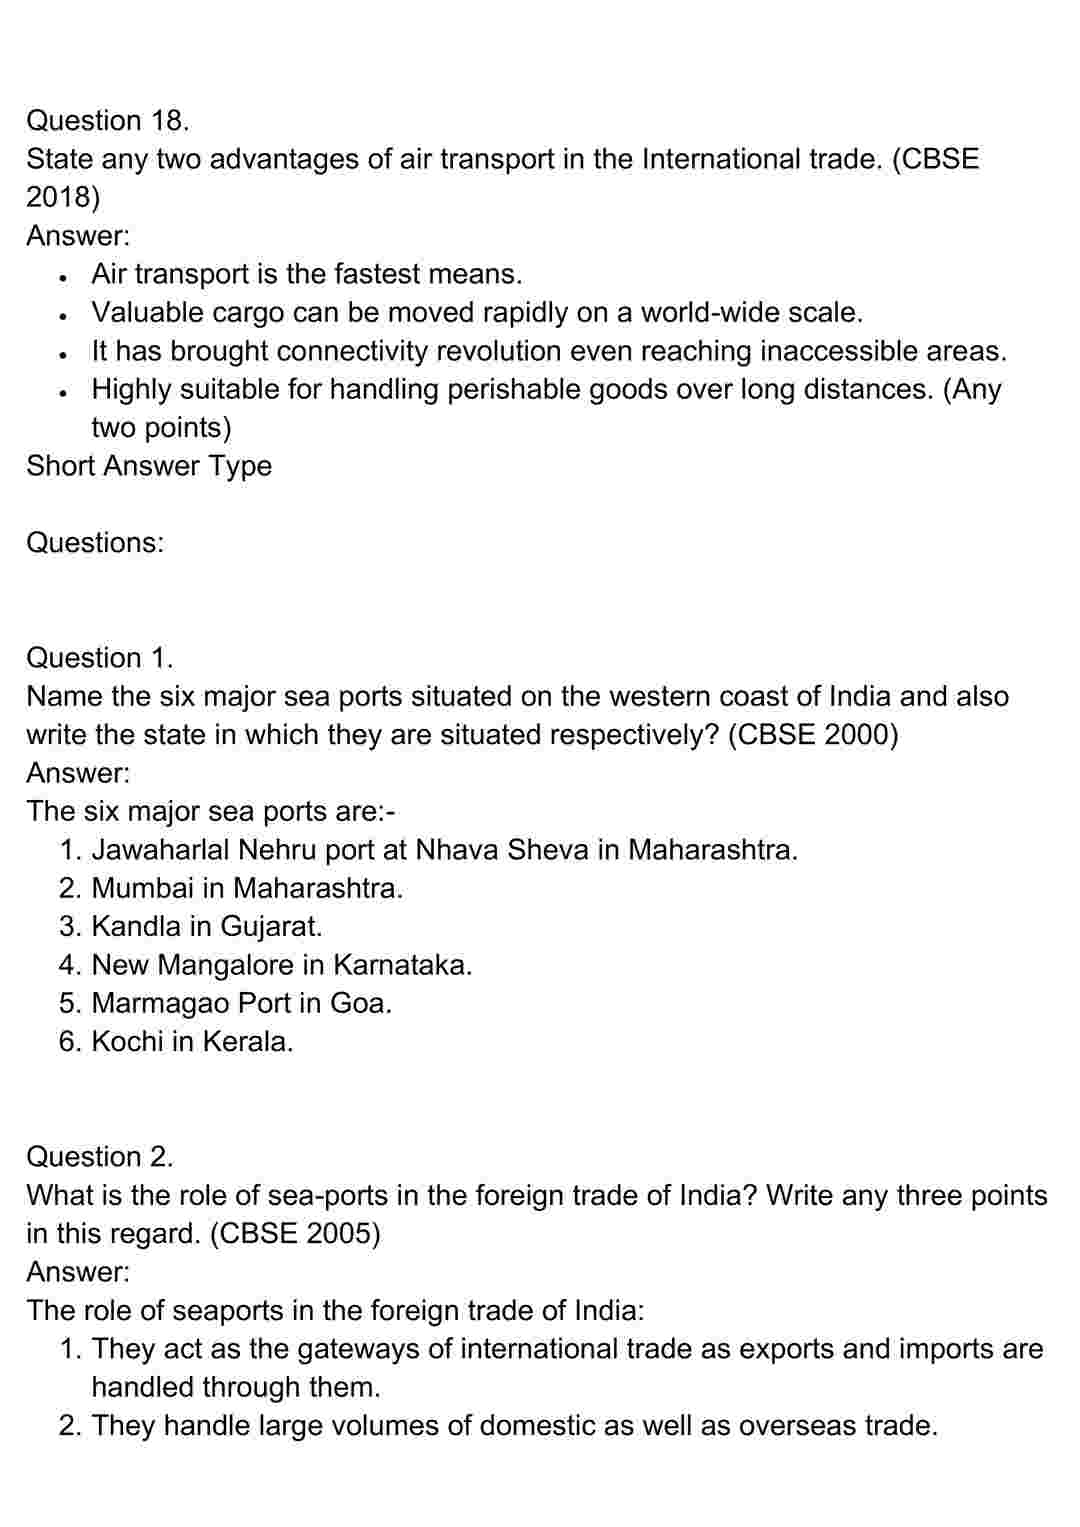 Question 18.
State any two advantages of air transport in the International trade. (CBSE
2018)
Answer:
• Air transport is the fastest means.
• Valuable cargo can be moved rapidly on a world-wide scale.
• It has brought connectivity revolution even reaching inaccessible areas.
• Highly suitable for handling perishable goods over long distances. (Any
two points)
Short Answer Type
Questions:
Question 1.
Name the six major sea ports situated on the western coast of India and also
write the state in which they are situated respectively? (CBSE 2000)
Answer:
The six major sea ports are:-
1. Jawaharlal Nehru port at Nhava Sheva in Maharashtra.
2. Mumbai in Maharashtra.
3. Kandla in Gujarat.
4. New Mangalore in Karnataka.
5. Marmagao Port in Goa.
6. Kochi in Kerala.
Question 2.
What is the role of sea-ports in the foreign trade of India? Write any three points
in this regard. (CBSE 2005)
Answer:
The role of seaports in the foreign trade of India:
1. They act as the gateways of international trade as exports and imports are
handled through them.
2. They handle large volumes of domestic as well as overseas trade.